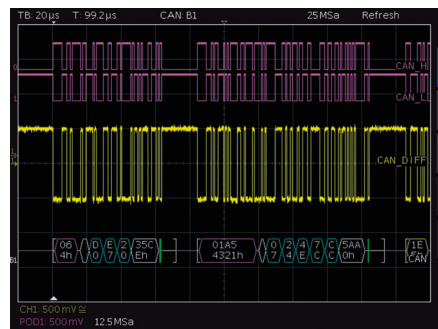 TB: 20µs T: 99.2µs CAN: B1 25MSa Refresh
0
CAN_H
1
CAN_L
CAN_DIFF
06 D E 2 35C 01A5 0 2 4 7 C 5AA 1E
4h 0 7 0 Eh 4321h 7 4 E C C 0h
B1
CAN
CH1: 500mV≅
POD1: 500mV 12.5MSa